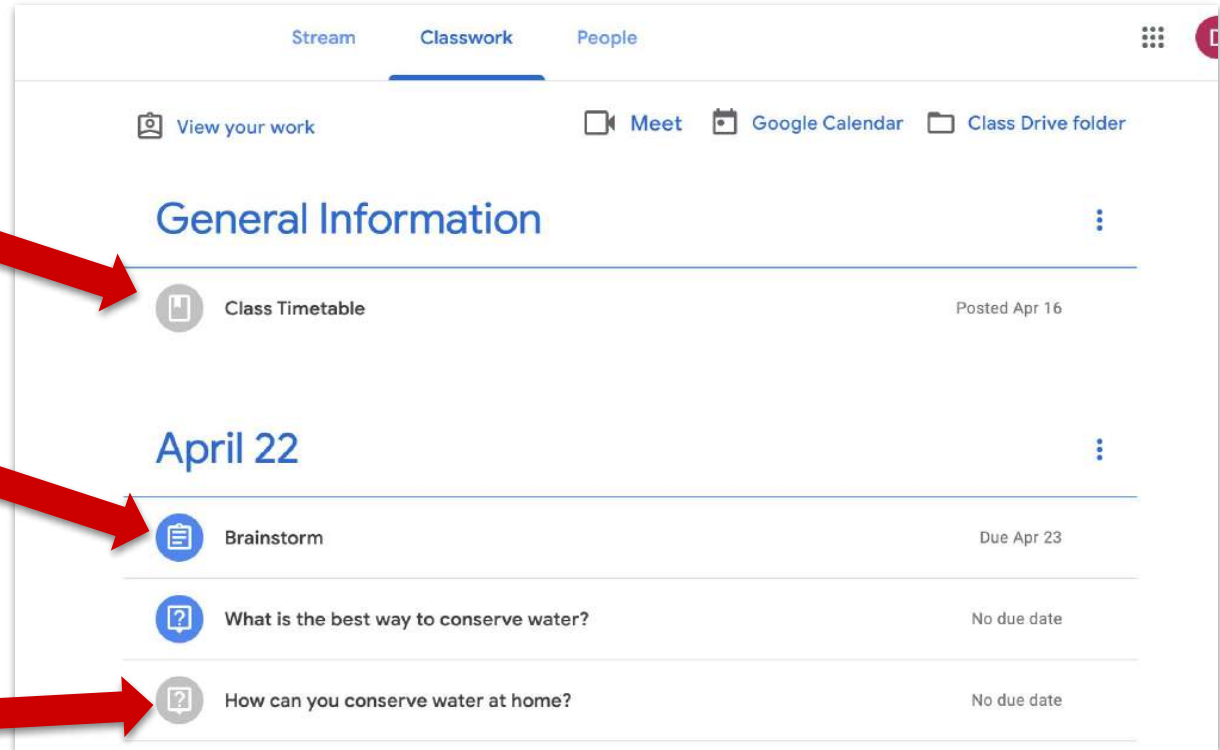 Stream Classwork People
View your work Meet Google Calendar Class Drive folder
General Information
Class Timetable Posted Apr 16
April 22
Brainstorm Due Apr 23
What is the best way to conserve water? No due date
How can you conserve water at home? No due date